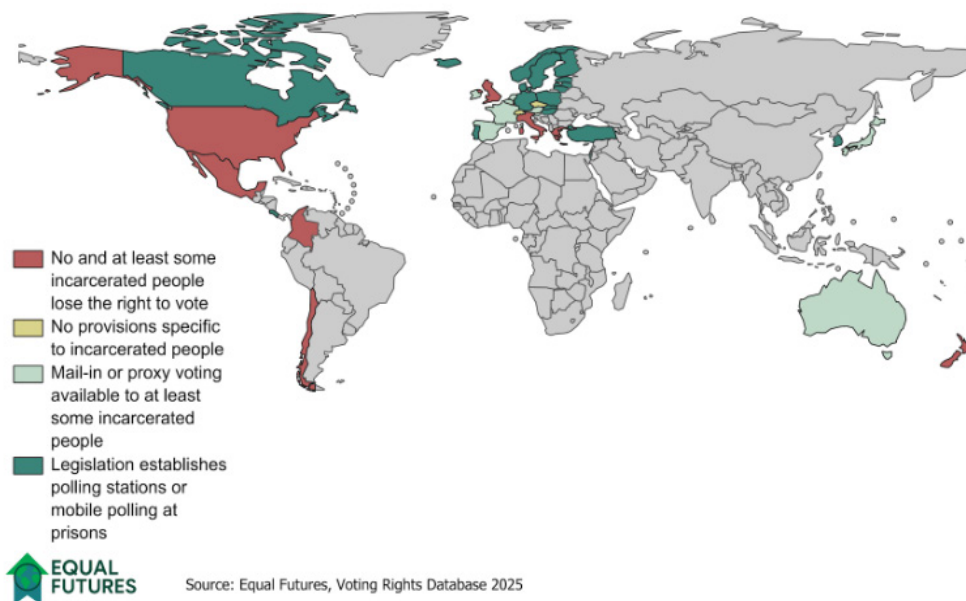 No and at least some
incarcerated people
lose the right to vote
No provisions specific
to incarcerated people
Mail-in or proxy voting
available to at least
some incarcerated
people
Legislation establishes
polling stations or
mobile polling at
prisons
EQUAL
FUTURES
Source: Equal Futures, Voting Rights Database 2025